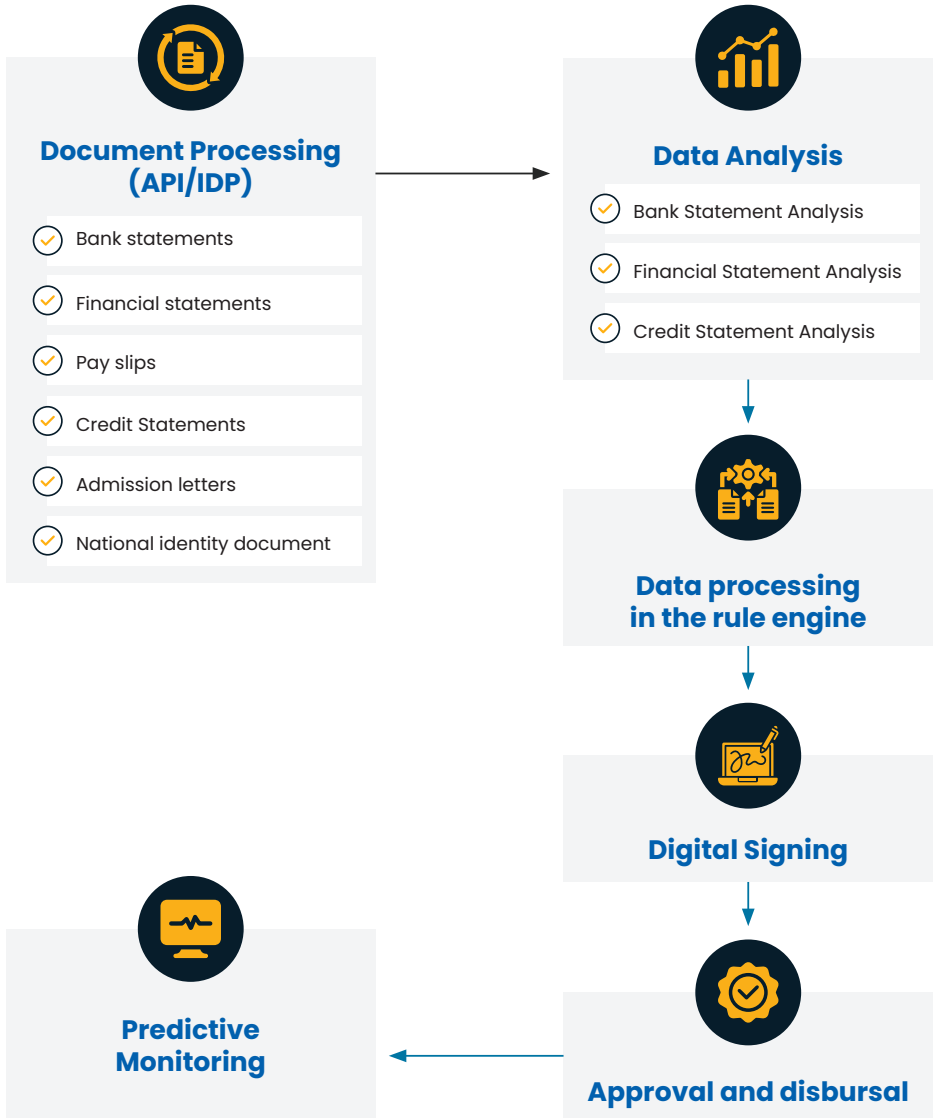 Document Processing
(API/IDP)
Bank statements
Financial statements
Pay slips
Credit Statements
Admission letters
National identity document
Data Analysis
Bank Statement Analysis
Financial Statement Analysis
Credit Statement Analysis
Data processing
in the rule engine
Digital Signing
Approval and disbursal
Predictive
Monitoring